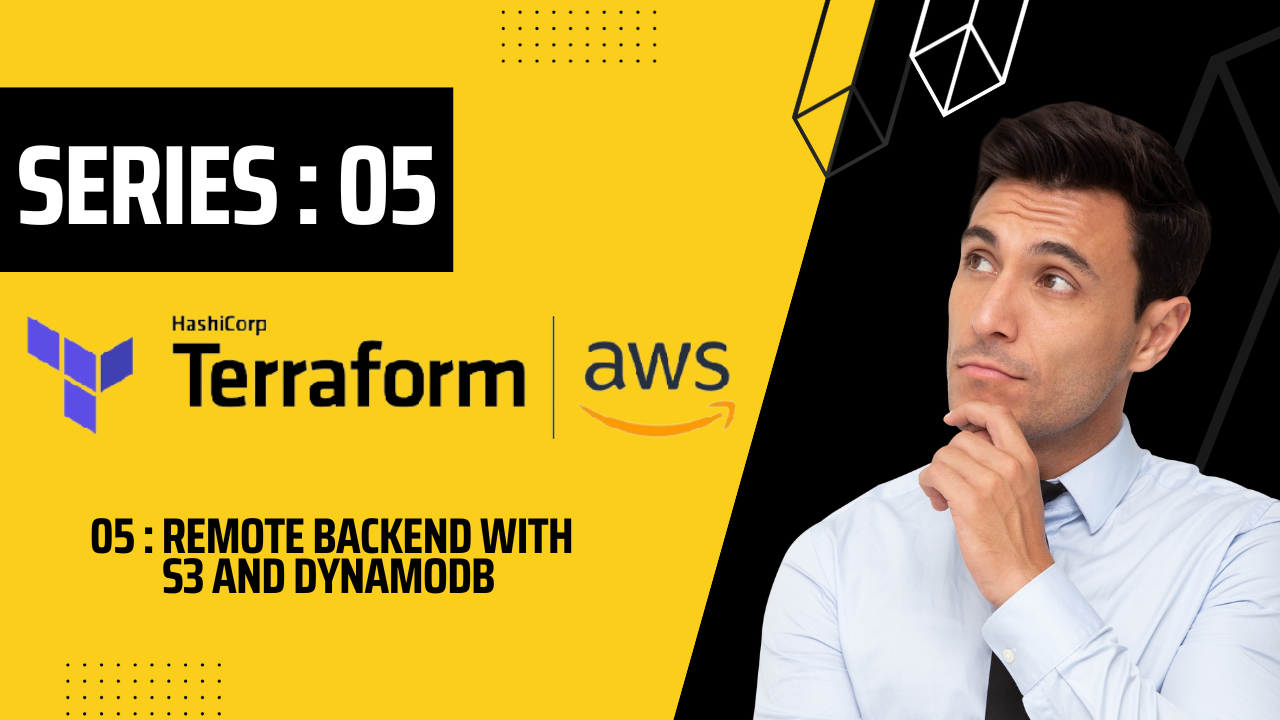 SERIES : 05
HashiCorp
Terraform
aws
05 : REMOTE BACKEND WITH
S3 AND DYNAMODB